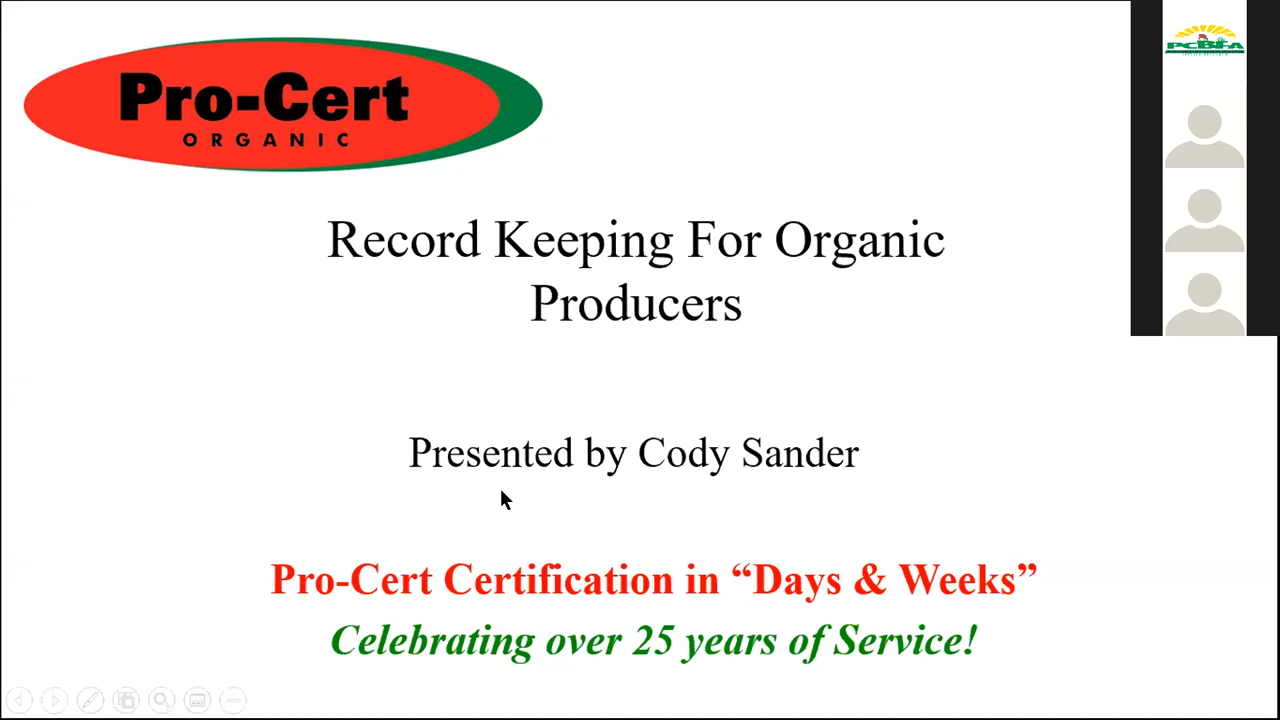 Pro-Cert
ORGANIC
PCBFA
Record Keeping For Organic
Producers
Presented by Cody Sander
Pro-Cert Certification in “Days & Weeks”
Celebrating over 25 years of Service!